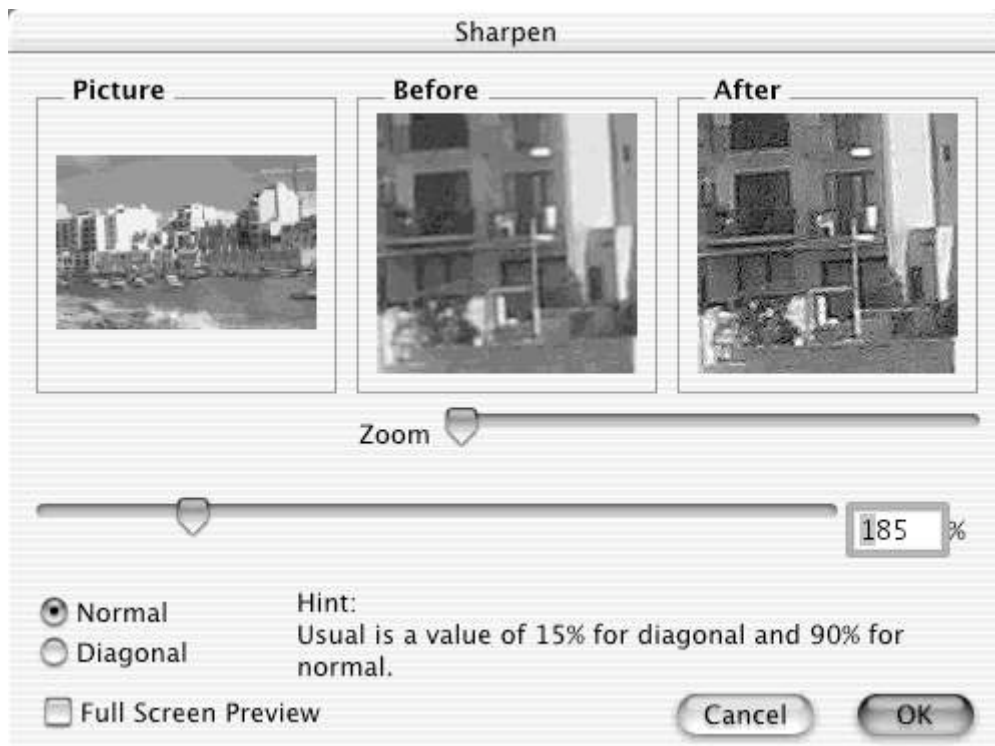 Sharpen
Picture
Before
After
Zoom
185 %
Normal
Diagonal
Hint:
Usual is a value of 15% for diagonal and 90% for
normal.
Full Screen Preview
Cancel
OK